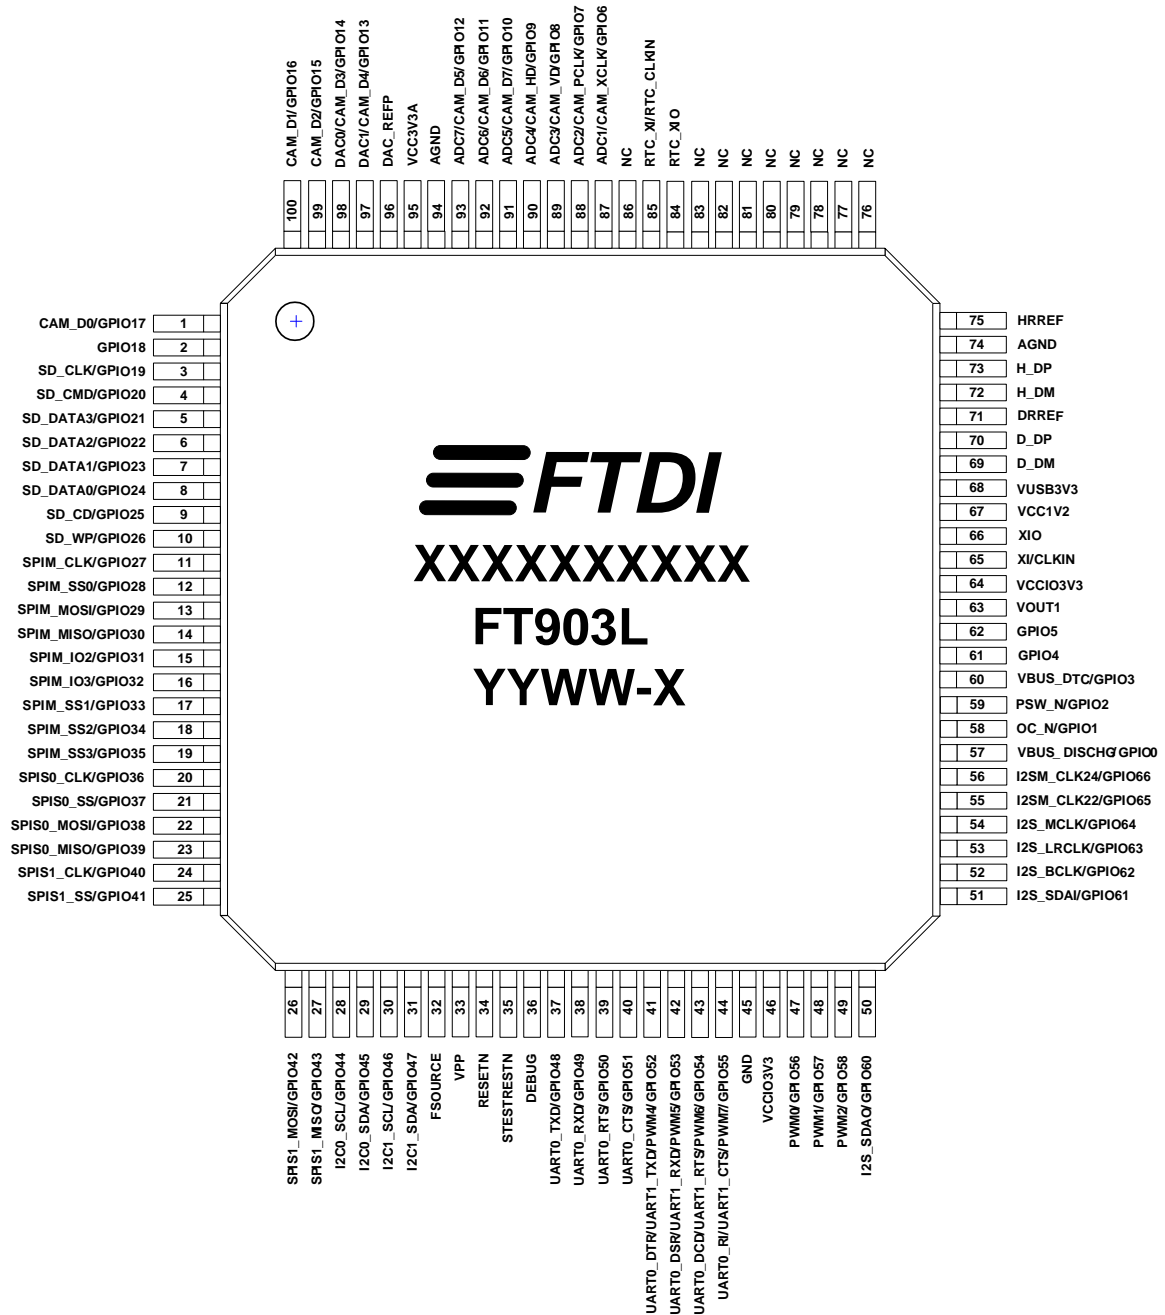 CAM_D1/GPIO16
CAM_D2/GPIO15
DAC0/CAM_D3/GPIO14
DAC1/CAM_D4/GPIO13
DAC_REFP
VCC3V3A
AGND
ADC7/CAM_D5/GPIO12
ADC6/CAM_D6/GPIO11
ADC5/CAM_D7/GPIO10
ADC4/CAM_HD/GPIO9
ADC3/CAM_VD/GPIO8
ADC2/CAM_PCLK/GPIO7
ADC1/CAM_XCLK/GPIO6
NC
RTC_XI/RTC_CLKIN
RTC_XIO
NC
NC
NC
NC
NC
NC
NC
NC
100
99
98
97
96
95
94
93
92
91
90
89
88
87
86
85
84
83
82
81
80
79
78
77
76
CAM_D0/GPIO17 1
GPIO18 2
SD_CLK/GPIO19 3
SD_CMD/GPIO20 4
SD_DATA3/GPIO21 5
SD_DATA2/GPIO22 6
SD_DATA1/GPIO23 7
SD_DATA0/GPIO24 8
SD_CD/GPIO25 9
SD_WP/GPIO26 10
SPIM_CLK/GPIO27 11
SPIM_SS0/GPIO28 12
SPIM_MOSI/GPIO29 13
SPIM_MISO/GPIO30 14
SPIM_IO2/GPIO31 15
SPIM_IO3/GPIO32 16
SPIM_SS1/GPIO33 17
SPIM_SS2/GPIO34 18
SPIM_SS3/GPIO35 19
SPIS0_CLK/GPIO36 20
SPIS0_SS/GPIO37 21
SPIS0_MOSI/GPIO38 22
SPIS0_MISO/GPIO39 23
SPIS1_CLK/GPIO40 24
SPIS1_SS/GPIO41 25
FTDI
XXXXXXXXXX
FT903L
YYWW-X
75 HRREF
74 AGND
73 H_DP
72 H_DM
71 DRREF
70 D_DP
69 D_DM
68 VUSB3V3
67 VCC1V2
66 XIO
65 XI/CLKIN
64 VCCIO3V3
63 VOUT1
62 GPIO5
61 GPIO4
60 VBUS_DTC/GPIO3
59 PSW_N/GPIO2
58 OC_N/GPIO1
57 VBUS_DISCHG/GPIO0
56 I2SM_CLK24/GPIO66
55 I2SM_CLK22/GPIO65
54 I2S_MCLK/GPIO64
53 I2S_LRCLK/GPIO63
52 I2S_BCLK/GPIO62
51 I2S_SDAI/GPIO61
26
27
28
29
30
31
32
33
34
35
36
37
38
39
40
41
42
43
44
45
46
47
48
49
50
SPIS1_MOSI/GPIO42
SPIS1_MISO/GPIO43
I2C0_SCL/GPIO44
I2C0_SDA/GPIO45
I2C1_SCL/GPIO46
I2C1_SDA/GPIO47
FSOURCE
VPP
RESETN
STESTRESTN
DEBUG
UART0_TXD/GPIO48
UART0_RXD/GPIO49
UART0_RTS/GPIO50
UART0_CTS/GPIO51
UART0_DTR/UART1_TXD/PWM4/GPIO52
UART0_DSR/UART1_RXD/PWM5/GPIO53
UART0_DCD/UART1_RTS/PWM6/GPIO54
UART0_RI/UART1_CTS/PWM7/GPIO55
GND
VCCIO3V3
PWM0/GPIO56
PWM1/GPIO57
PWM2/GPIO58
I2S_SDAO/GPIO60